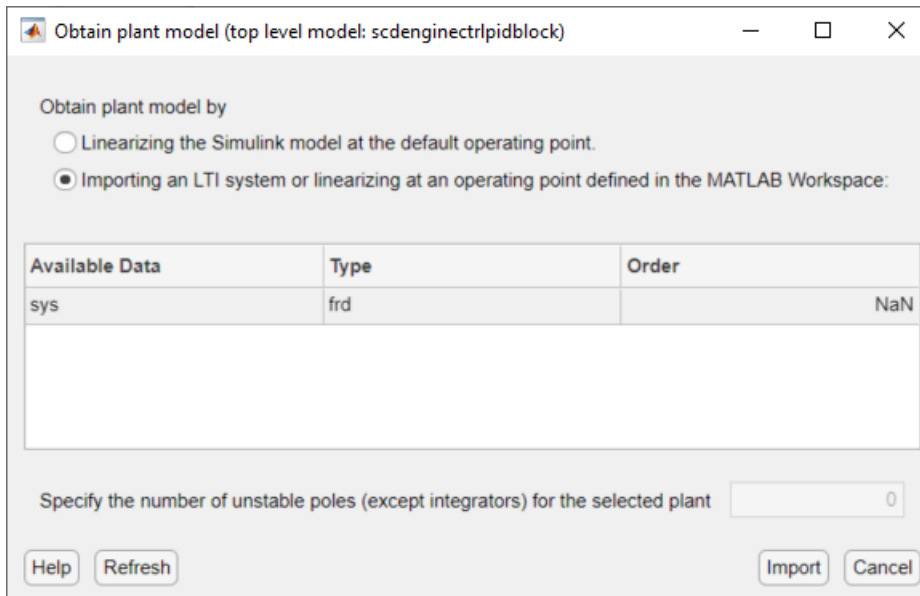 Obtain plant model (top level model: scdenginectrlpidblock)
Obtain plant model by
Linearizing the Simulink model at the default operating point.
Importing an LTI system or linearizing at an operating point defined in the MATLAB Workspace:
Available Data Type Order
sys frd NaN
Specify the number of unstable poles (except integrators) for the selected plant 0
Help Refresh Import Cancel